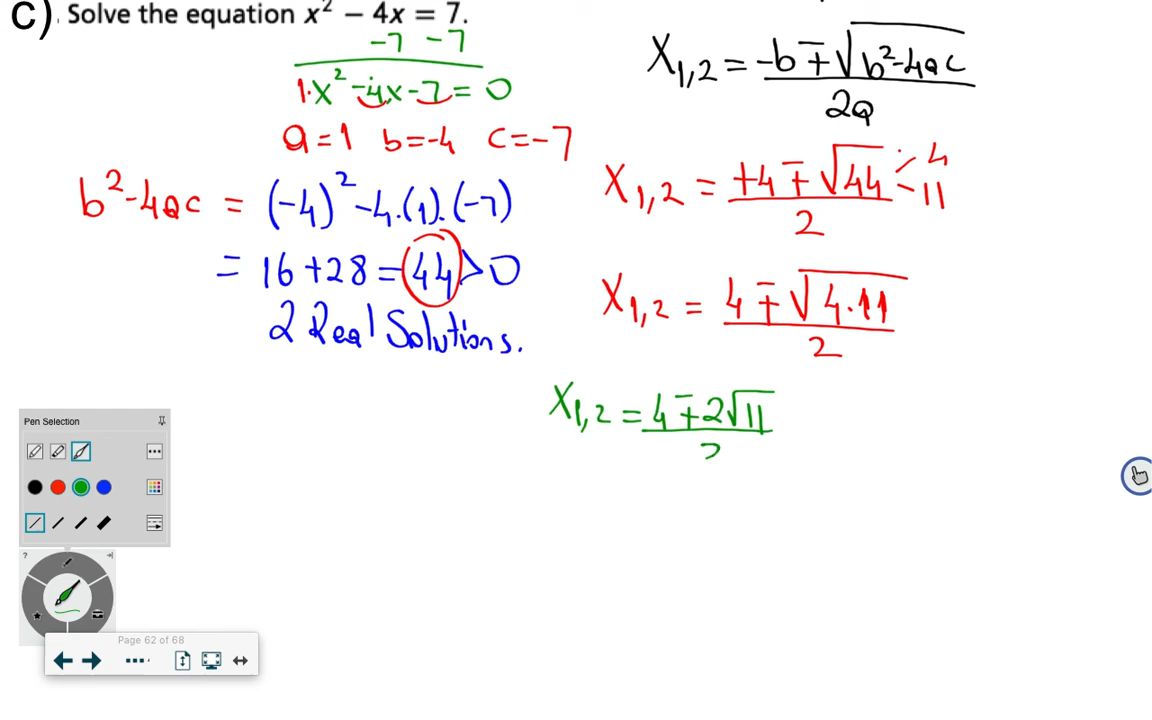 c). Solve the equation x² − 4x = 7.
-7 -7
1·x² -4x-7=0
a=1 b=-4 c=-7
b²-4ac = (-4)² -4.(1).(-7)
= 16+28=44>0
2 Real Solutions.
X1,2 = -b∓√b²-4ac
2a
X1,2 = +4∓√44 4 11
2
X1,2 = 4∓√4.11
2
X1,2 = 4∓2√11
2
Pen Selection
?
Page 62 of 68